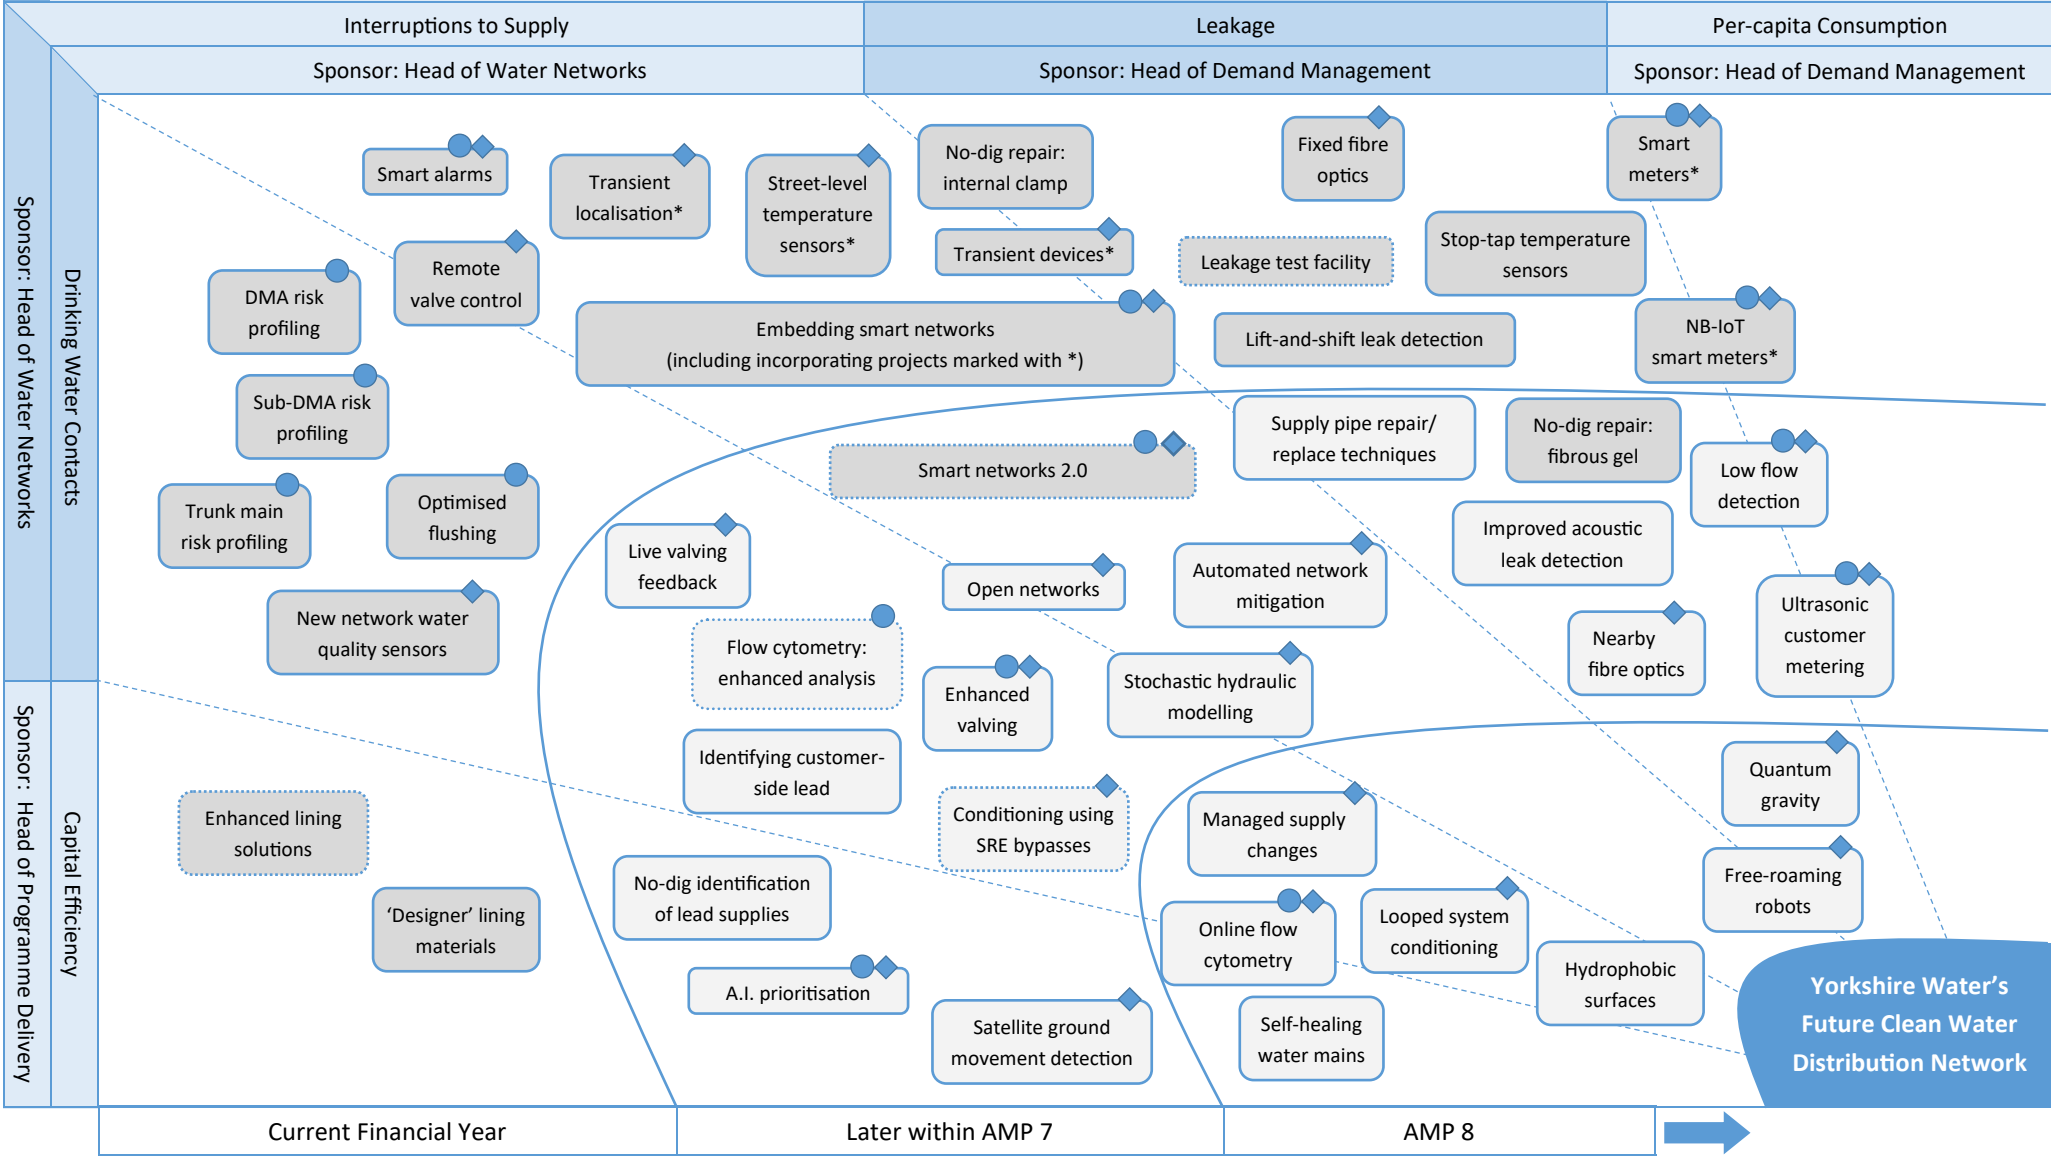 Interruptions to Supply
Leakage
Per-capita Consumption
Sponsor: Head of Water Networks
Sponsor: Head of Demand Management
Sponsor: Head of Demand Management
Sponsor: Head of Water Networks
Drinking Water Contacts
Sponsor:  Head of Programme Delivery
Capital Efficiency
Smart alarms
Transient
localisation*
Street-level
temperature
sensors*
No-dig repair:
internal clamp
Fixed fibre
optics
Smart
meters*
Remote
valve control
Transient devices*
Leakage test facility
Stop-tap temperature
sensors
DMA risk
profiling
Embedding smart networks
(including incorporating projects marked with *)
Lift-and-shift leak detection
NB-IoT
smart meters*
Sub-DMA risk
profiling
Supply pipe repair/
replace techniques
No-dig repair:
fibrous gel
Smart networks 2.0
Low flow
detection
Trunk main
risk profiling
Optimised
flushing
Improved acoustic
leak detection
Live valving
feedback
Open networks
Automated network
mitigation
Ultrasonic
customer
metering
New network water
quality sensors
Flow cytometry:
enhanced analysis
Nearby
fibre optics
Enhanced
valving
Stochastic hydraulic
modelling
Identifying customer-
side lead
Quantum
gravity
Enhanced lining
solutions
Conditioning using
SRE bypasses
Managed supply
changes
No-dig identification
of lead supplies
Free-roaming
robots
'Designer' lining
materials
Online flow
cytometry
Looped system
conditioning
Hydrophobic
surfaces
A.I. prioritisation
Satellite ground
movement detection
Self-healing
water mains
Yorkshire Water's
Future Clean Water
Distribution Network
Current Financial Year
Later within AMP 7
AMP 8